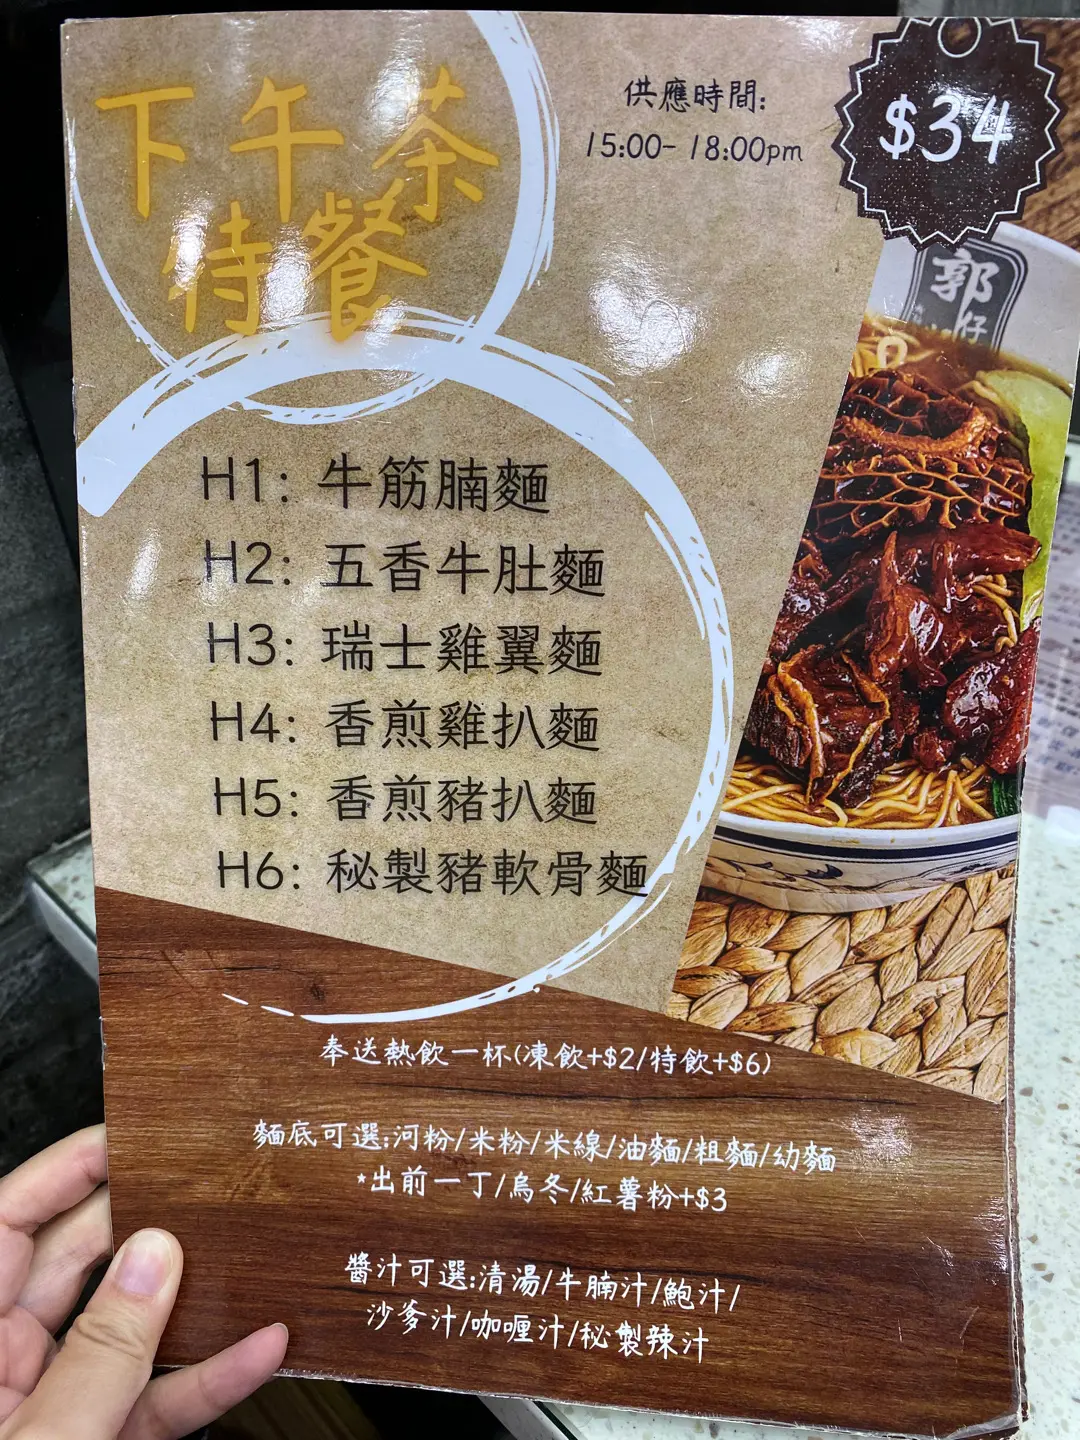 下午茶
待餐
供應時間:
15:00- 18:00pm
$34
郭
仔
H1: 牛筋腩麵
H2: 五香牛肚麵
H3: 瑞士雞翼麵
H4: 香煎雞扒麵
H5: 香煎豬扒麵
H6: 秘製豬軟骨麵
奉送熱飲一杯(凍飲+$2/特飲+$6)
麵底可選:河粉/米粉/米線/油麵/粗麵/幼麵
*出前一丁/烏冬/紅薯粉+$3
醬汁可選:清湯/牛腩汁/鮑汁/
沙爹汁/咖喱汁/秘製辣汁